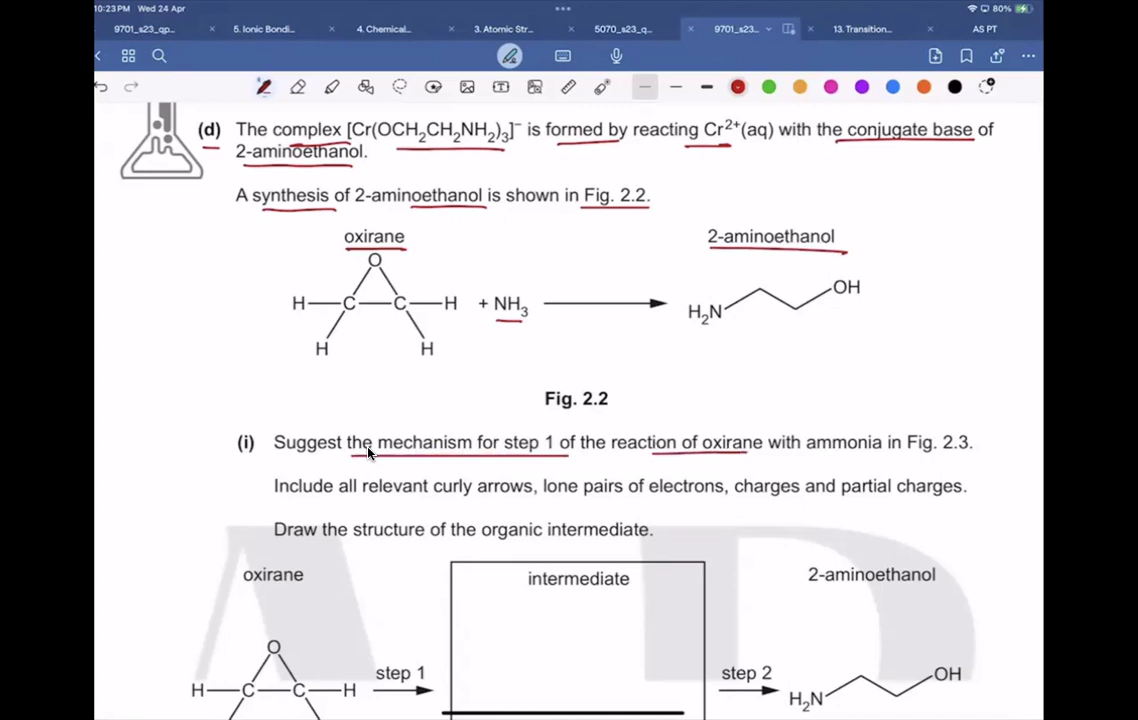 10:23 PM Wed 24 Apr
80%
9701_s23_qp...
5. Ionic Bondi...
4. Chemical...
3. Atomic Str...
5070_s23_q...
9701_s23...
13. Transition...
AS PT
(d) The complex [Cr(OCH₂CH₂NH₂)₃]⁻ is formed by reacting Cr²⁺(aq) with the conjugate base of
2-aminoethanol.
A synthesis of 2-aminoethanol is shown in Fig. 2.2.
oxirane
2-aminoethanol
O
H C C H + NH₃
H₂N OH
H H
Fig. 2.2
(i) Suggest the mechanism for step 1 of the reaction of oxirane with ammonia in Fig. 2.3.
Include all relevant curly arrows, lone pairs of electrons, charges and partial charges.
Draw the structure of the organic intermediate.
oxirane
intermediate
2-aminoethanol
O
H C C H
step 1
step 2
H₂N OH
AD